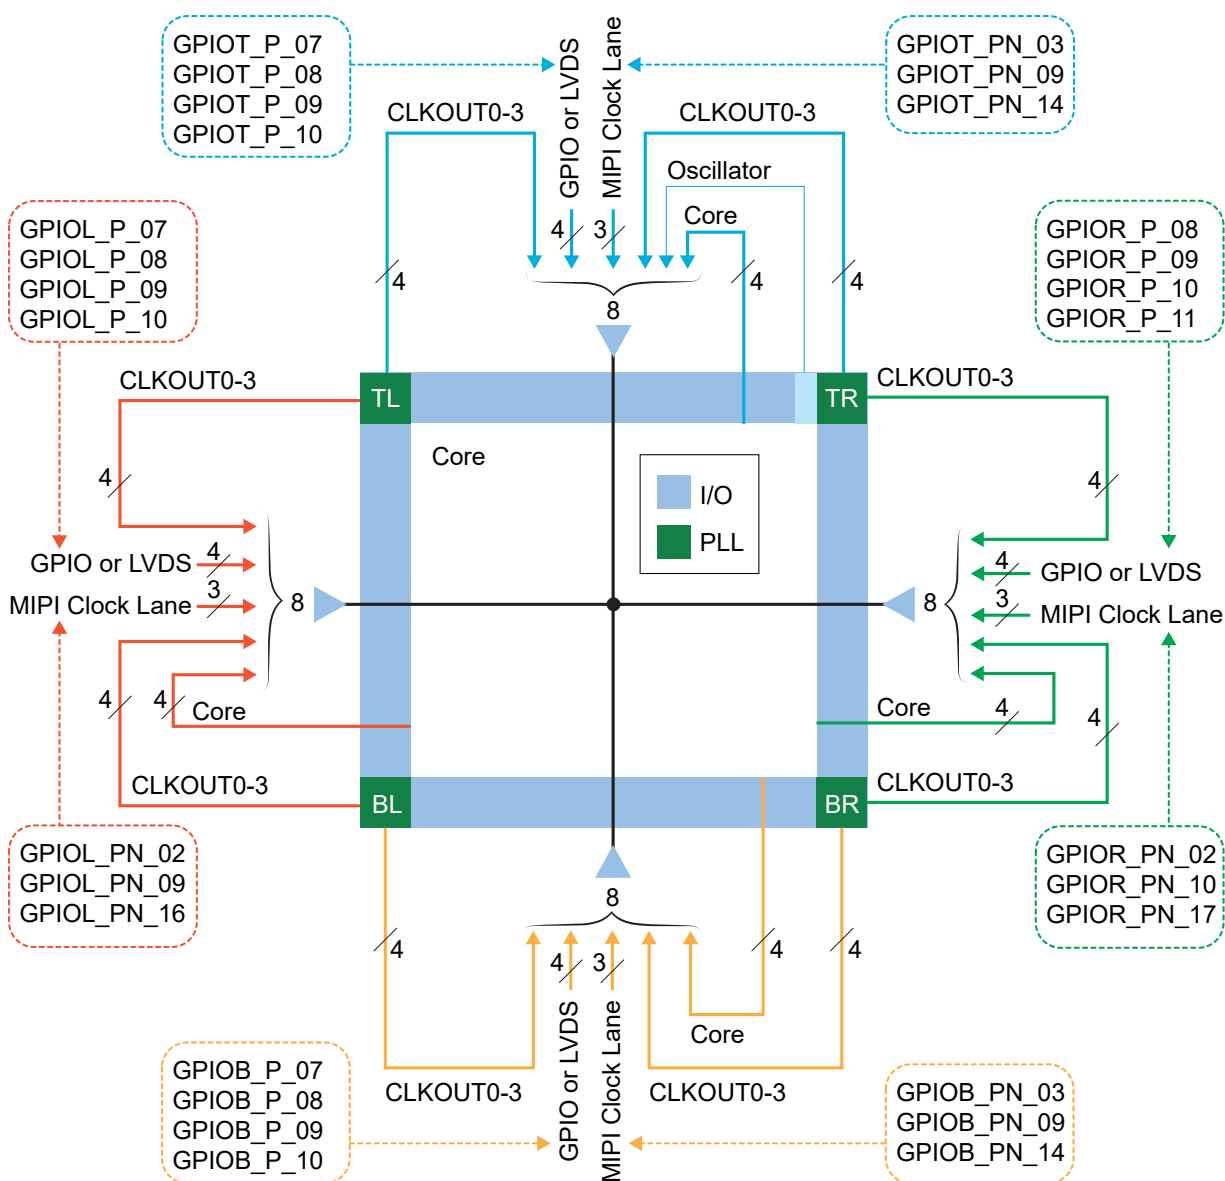 GPIOT_P_07
GPIOT_P_08
GPIOT_P_09
GPIOT_P_10
GPIO or LVDS
MIPI Clock Lane
GPIOT_PN_03
GPIOT_PN_09
GPIOT_PN_14
CLKOUT0-3
CLKOUT0-3
Oscillator
Core
4
3
4
4
4
8
GPIOL_P_07
GPIOL_P_08
GPIOL_P_09
GPIOL_P_10
GPIOR_P_08
GPIOR_P_09
GPIOR_P_10
GPIOR_P_11
CLKOUT0-3
TL
TR
CLKOUT0-3
Core
I/O
PLL
4
4
GPIO or LVDS
4
MIPI Clock Lane
3
8
8
4
GPIO or LVDS
3
MIPI Clock Lane
4
4
Core
Core
4
4
CLKOUT0-3
BL
BR
CLKOUT0-3
GPIOL_PN_02
GPIOL_PN_09
GPIOL_PN_16
GPIOR_PN_02
GPIOR_PN_10
GPIOR_PN_17
8
4
4
3
4
4
GPIO or LVDS
MIPI Clock Lane
Core
CLKOUT0-3
CLKOUT0-3
GPIOB_P_07
GPIOB_P_08
GPIOB_P_09
GPIOB_P_10
GPIOB_PN_03
GPIOB_PN_09
GPIOB_PN_14